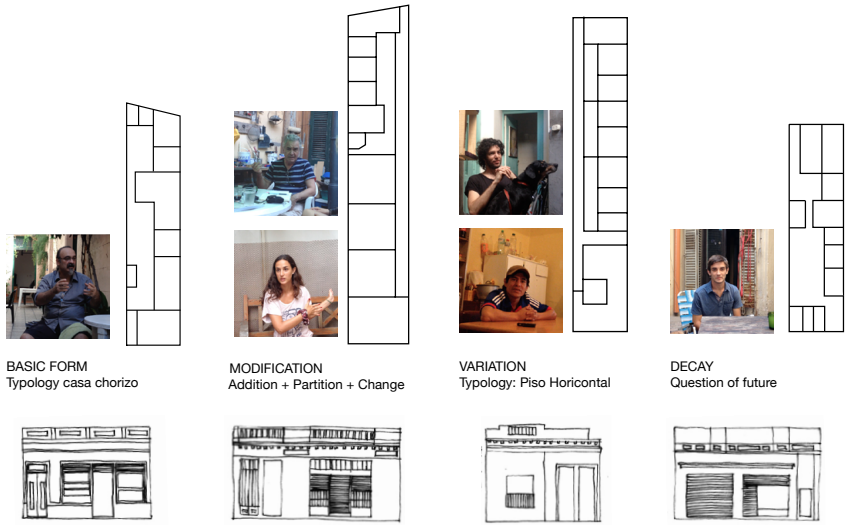 BASIC FORM
Typology casa chorizo
MODIFICATION
Addition + Partition + Change
VARIATION
Typology: Piso Horicontal
DECAY
Question of future